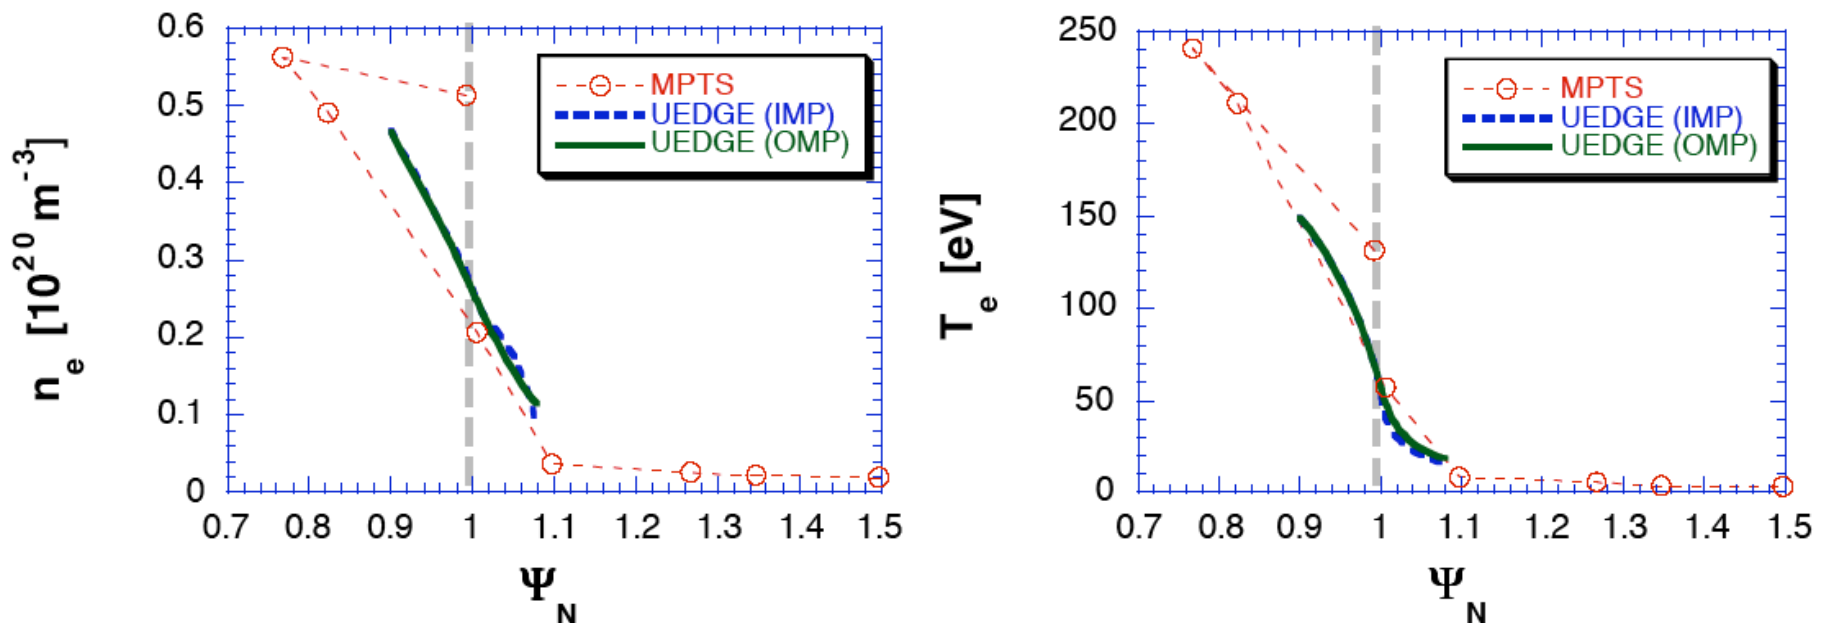 n e [10 20 m -3]
0.6
0.5
0.4
0.3
0.2
0.1
0
MPTS
UEDGE (IMP)
UEDGE (OMP)
0.7 0.8 0.9 1 1.1 1.2 1.3 1.4 1.5
Ψ N
T e [eV]
250
200
150
100
50
0
MPTS
UEDGE (IMP)
UEDGE (OMP)
0.7 0.8 0.9 1 1.1 1.2 1.3 1.4 1.5
Ψ N